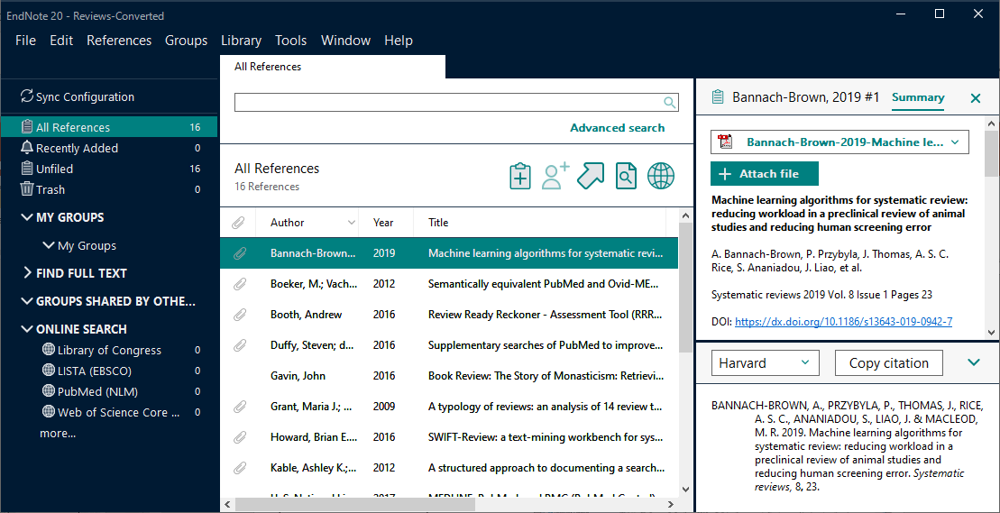 EndNote 20 - Reviews-Converted
File Edit References Groups Library Tools Window Help
Sync Configuration
All References 16
Recently Added 0
Unfiled 16
Trash 0
MY GROUPS
My Groups
FIND FULL TEXT
GROUPS SHARED BY OTHE...
ONLINE SEARCH
Library of Congress 0
LISTA (EBSCO) 0
PubMed (NLM) 0
Web of Science Core ... 0
more...
All References
Advanced search
All References
16 References
Author Year Title
Bannach-Brown... 2019 Machine learning algorithms for systematic revi...
Boeker, M.; Vach... 2012 Semantically equivalent PubMed and Ovid-ME...
Booth, Andrew 2016 Review Ready Reckoner - Assessment Tool (RRR...
Duffy, Steven; d... 2016 Supplementary searches of PubMed to improve...
Gavin, John 2016 Book Review: The Story of Monasticism: Retrievi...
Grant, Maria J.; ... 2009 A typology of reviews: an analysis of 14 review t...
Howard, Brian E.... 2016 SWIFT-Review: a text-mining workbench for sys...
Kable, Ashley K.;... 2012 A structured approach to documenting a search...
Bannach-Brown, 2019 #1 Summary
Bannach-Brown-2019-Machine le...
Attach file
Machine learning algorithms for systematic review:
reducing workload in a preclinical review of animal
studies and reducing human screening error
A. Bannach-Brown, P. Przybyla, J. Thomas, A. S. C.
Rice, S. Ananiadou, J. Liao, et al.
Systematic reviews 2019 Vol. 8 Issue 1 Pages 23
DOI: https://dx.doi.org/10.1186/s13643-019-0942-7
Harvard Copy citation
BANNACH-BROWN, A., PRZYBYLA, P., THOMAS, J., RICE,
A. S. C., ANANIADOU, S., LIAO, J. & MACLEOD,
M. R. 2019. Machine learning algorithms for
systematic review: reducing workload in a
preclinical review of animal studies and
reducing human screening error. Systematic
reviews, 8, 23.